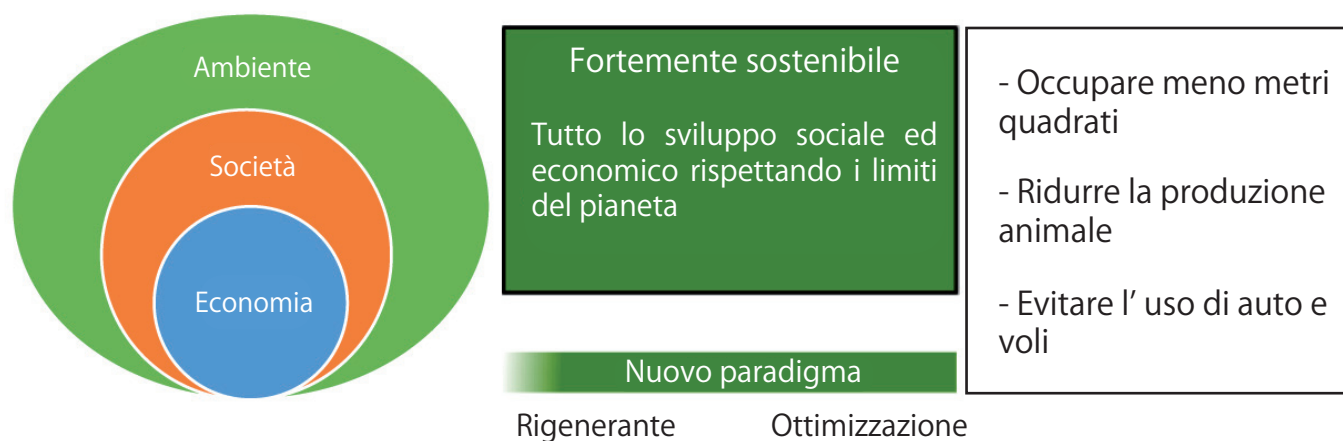 Ambiente
Società
Economia
Fortemente sostenibile
Tutto lo sviluppo sociale ed
economico rispettando i limiti
del pianeta
Nuovo paradigma
Rigenerante Ottimizzazione
- Occupare meno metri
quadrati
- Ridurre la produzione
animale
- Evitare l' uso di auto e
voli